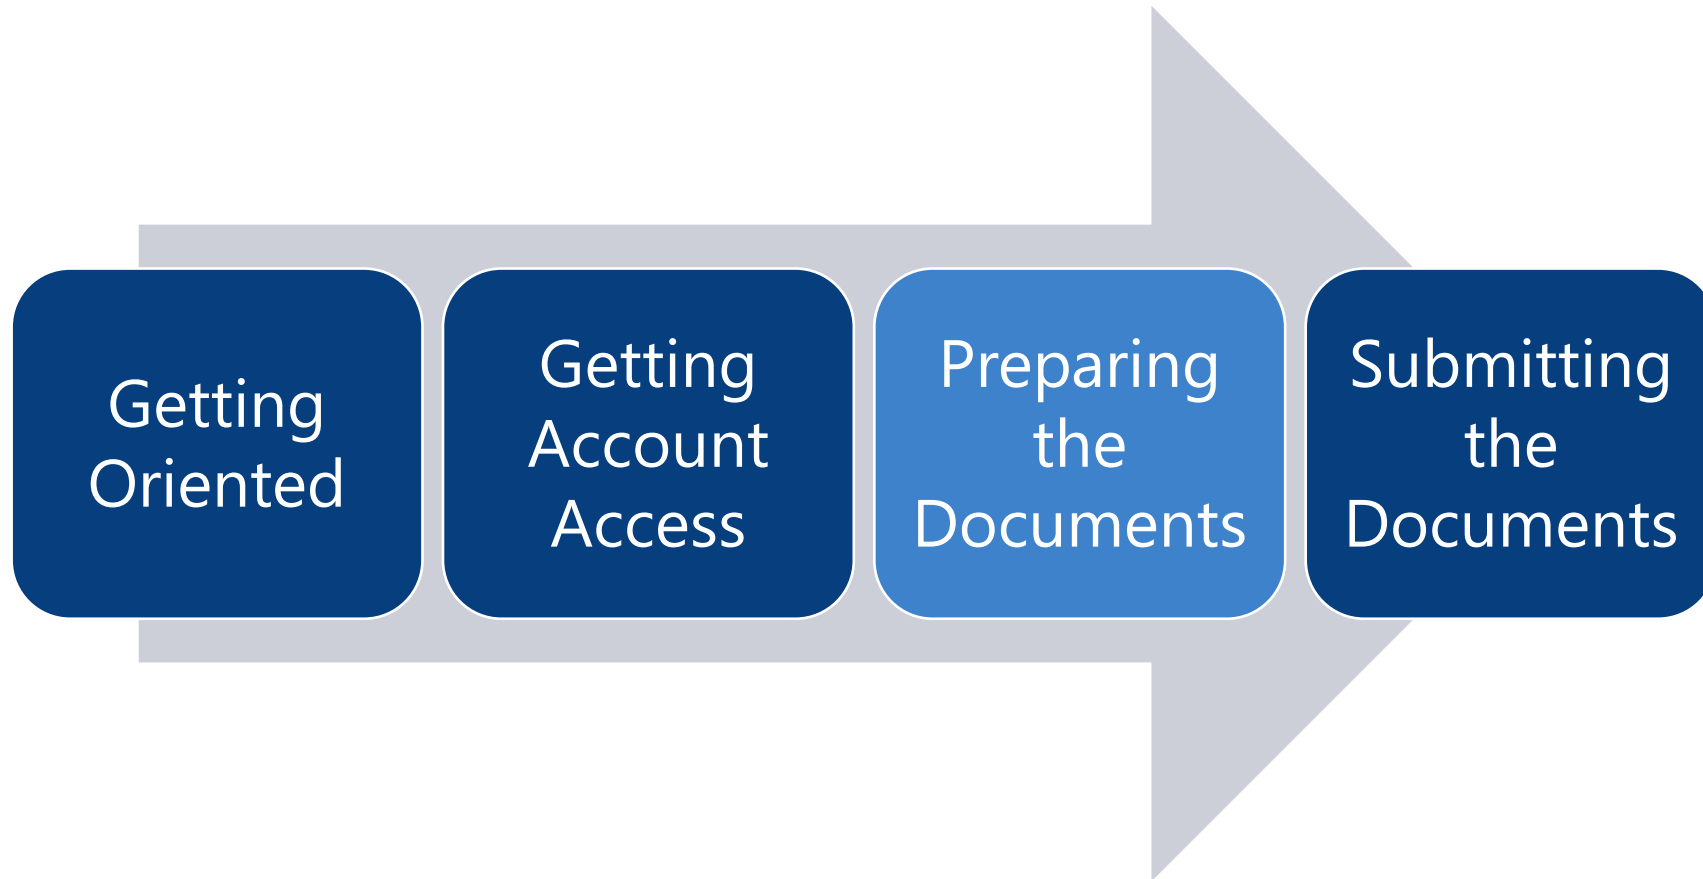 Getting
Oriented
Getting
Account
Access
Preparing
the
Documents
Submitting
the
Documents